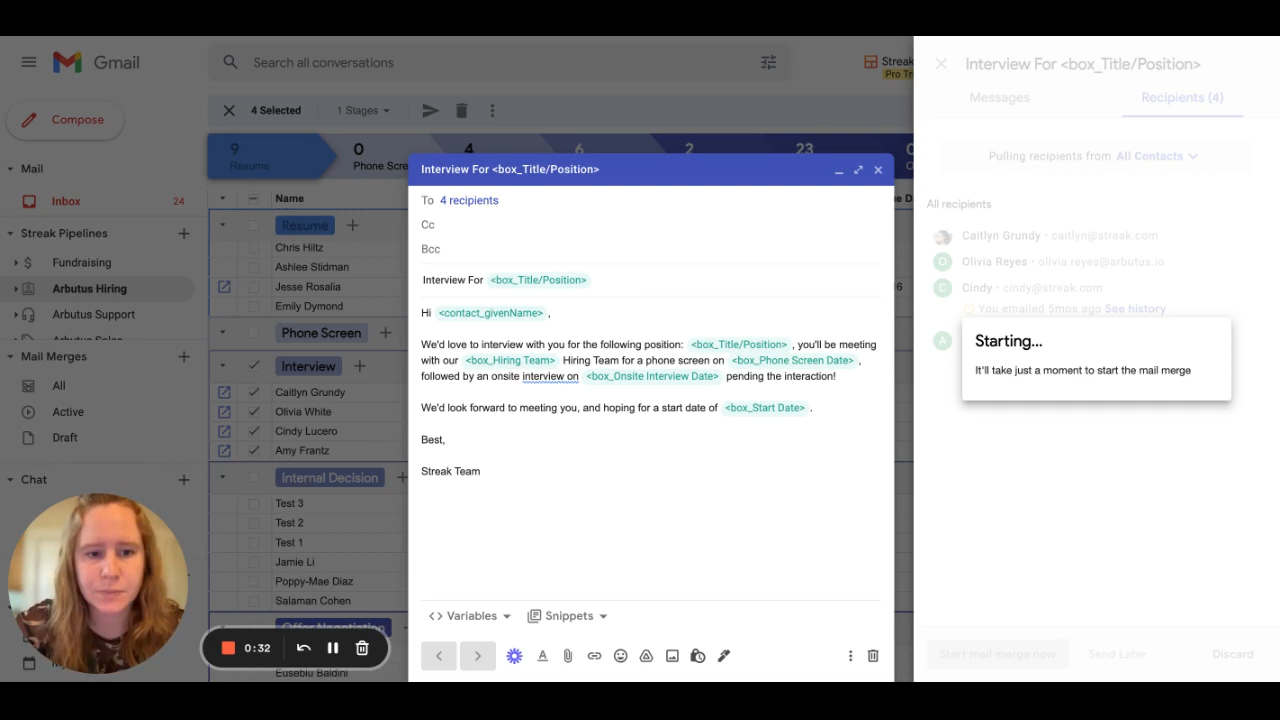 Gmail
Search all conversations
Streak
Pro Tr
Compose
4 Selected
1 Stages
Mail
Inbox 24
Streak Pipelines
Fundraising
Arbutus Hiring
Arbutus Support
Arbutus Sales
Mail Merges
All
Active
Draft
Chat
0:32
9
Resume
0
Phone Scre
4
6
2
23
0
Name
Resume
Chris Hiltz
Ashlee Stidman
Jesse Rosalia
Emily Dymond
Phone Screen
Interview
Caitlyn Grundy
Olivia White
Cindy Lucero
Amy Frantz
Internal Decision
Test 3
Test 2
Test 1
Jamie Li
Poppy-Mae Diaz
Salaman Cohen
Offer Negotiation
Eusebiu Baldini
Interview For <box_Title/Position>
To 4 recipients
Cc
Bcc
Interview For <box_Title/Position>
Hi <contact_givenName> ,
We'd love to interview with you for the following position: <box_Title/Position> , you'll be meeting
with our <box_Hiring Team> Hiring Team for a phone screen on <box_Phone Screen Date> ,
followed by an onsite interview on <box_Onsite Interview Date> pending the interaction!
We'd look forward to meeting you, and hoping for a start date of <box_Start Date> .
Best,
Streak Team
Variables
Snippets
Interview For <box_Title/Position>
Messages
Recipients (4)
Pulling recipients from All Contacts
All recipients
Caitlyn Grundy • caitlyn@streak.com
O Olivia Reyes • olivia.reyes@arbutus.io
C Cindy • cindy@streak.com
You emailed 5mos ago See history
A
Starting...
It'll take just a moment to start the mail merge
Start mail merge now
Send Later
Discard